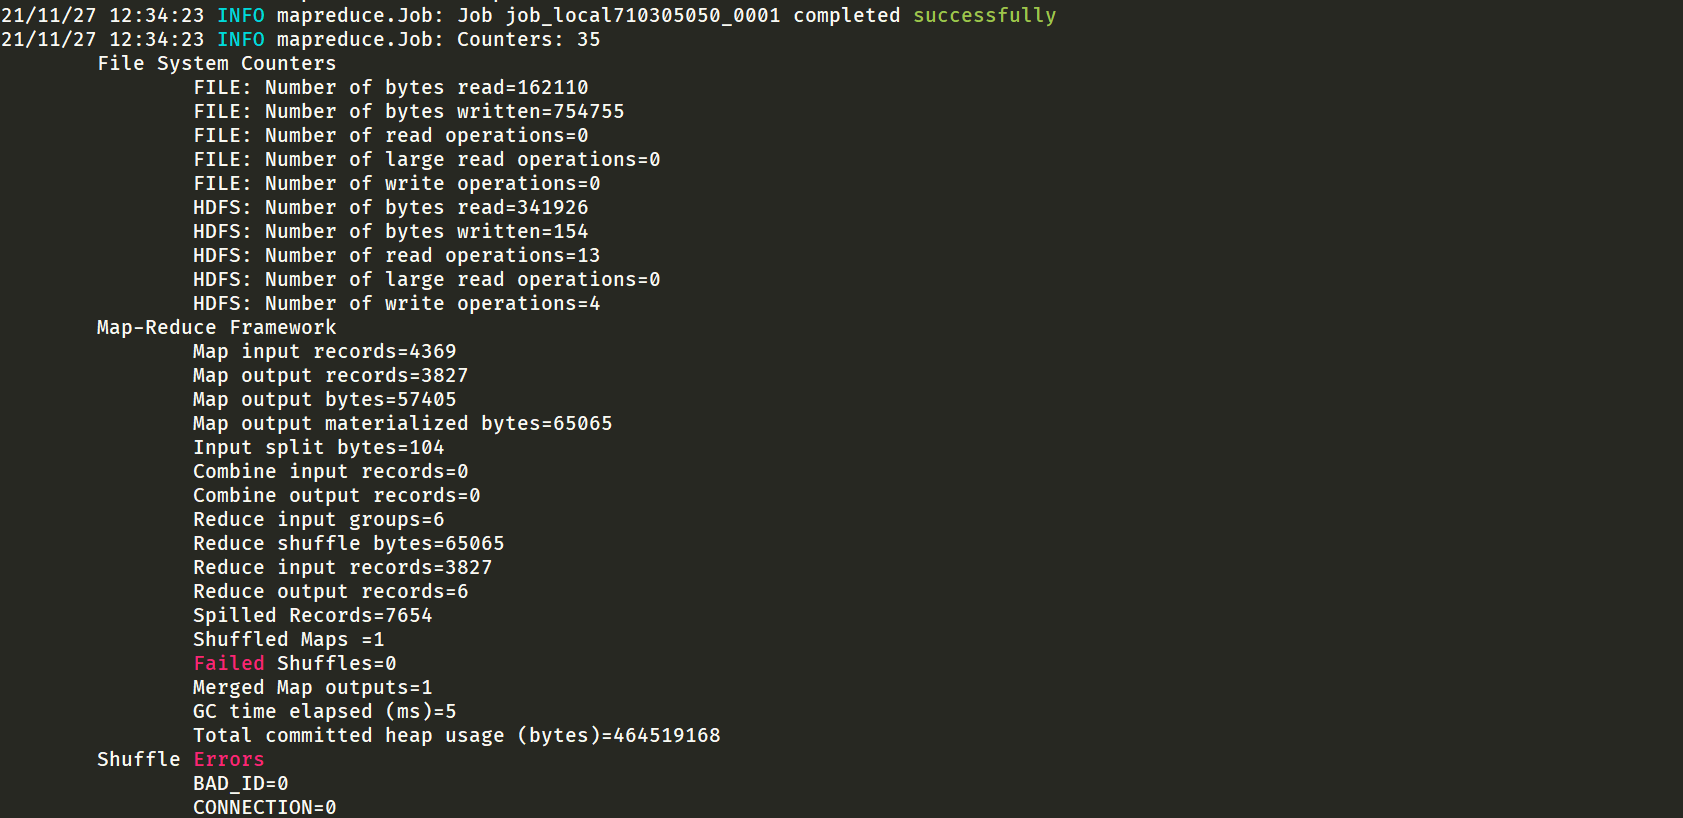 21/11/27 12:34:23 INFO mapreduce.Job: Job job_local710305050_0001 completed successfully
21/11/27 12:34:23 INFO mapreduce.Job: Counters: 35
File System Counters
FILE: Number of bytes read=162110
FILE: Number of bytes written=754755
FILE: Number of read operations=0
FILE: Number of large read operations=0
FILE: Number of write operations=0
HDFS: Number of bytes read=341926
HDFS: Number of bytes written=154
HDFS: Number of read operations=13
HDFS: Number of large read operations=0
HDFS: Number of write operations=4
Map-Reduce Framework
Map input records=4369
Map output records=3827
Map output bytes=57405
Map output materialized bytes=65065
Input split bytes=104
Combine input records=0
Combine output records=0
Reduce input groups=6
Reduce shuffle bytes=65065
Reduce input records=3827
Reduce output records=6
Spilled Records=7654
Shuffled Maps =1
Failed Shuffles=0
Merged Map outputs=1
GC time elapsed (ms)=5
Total committed heap usage (bytes)=464519168
Shuffle Errors
BAD_ID=0
CONNECTION=0